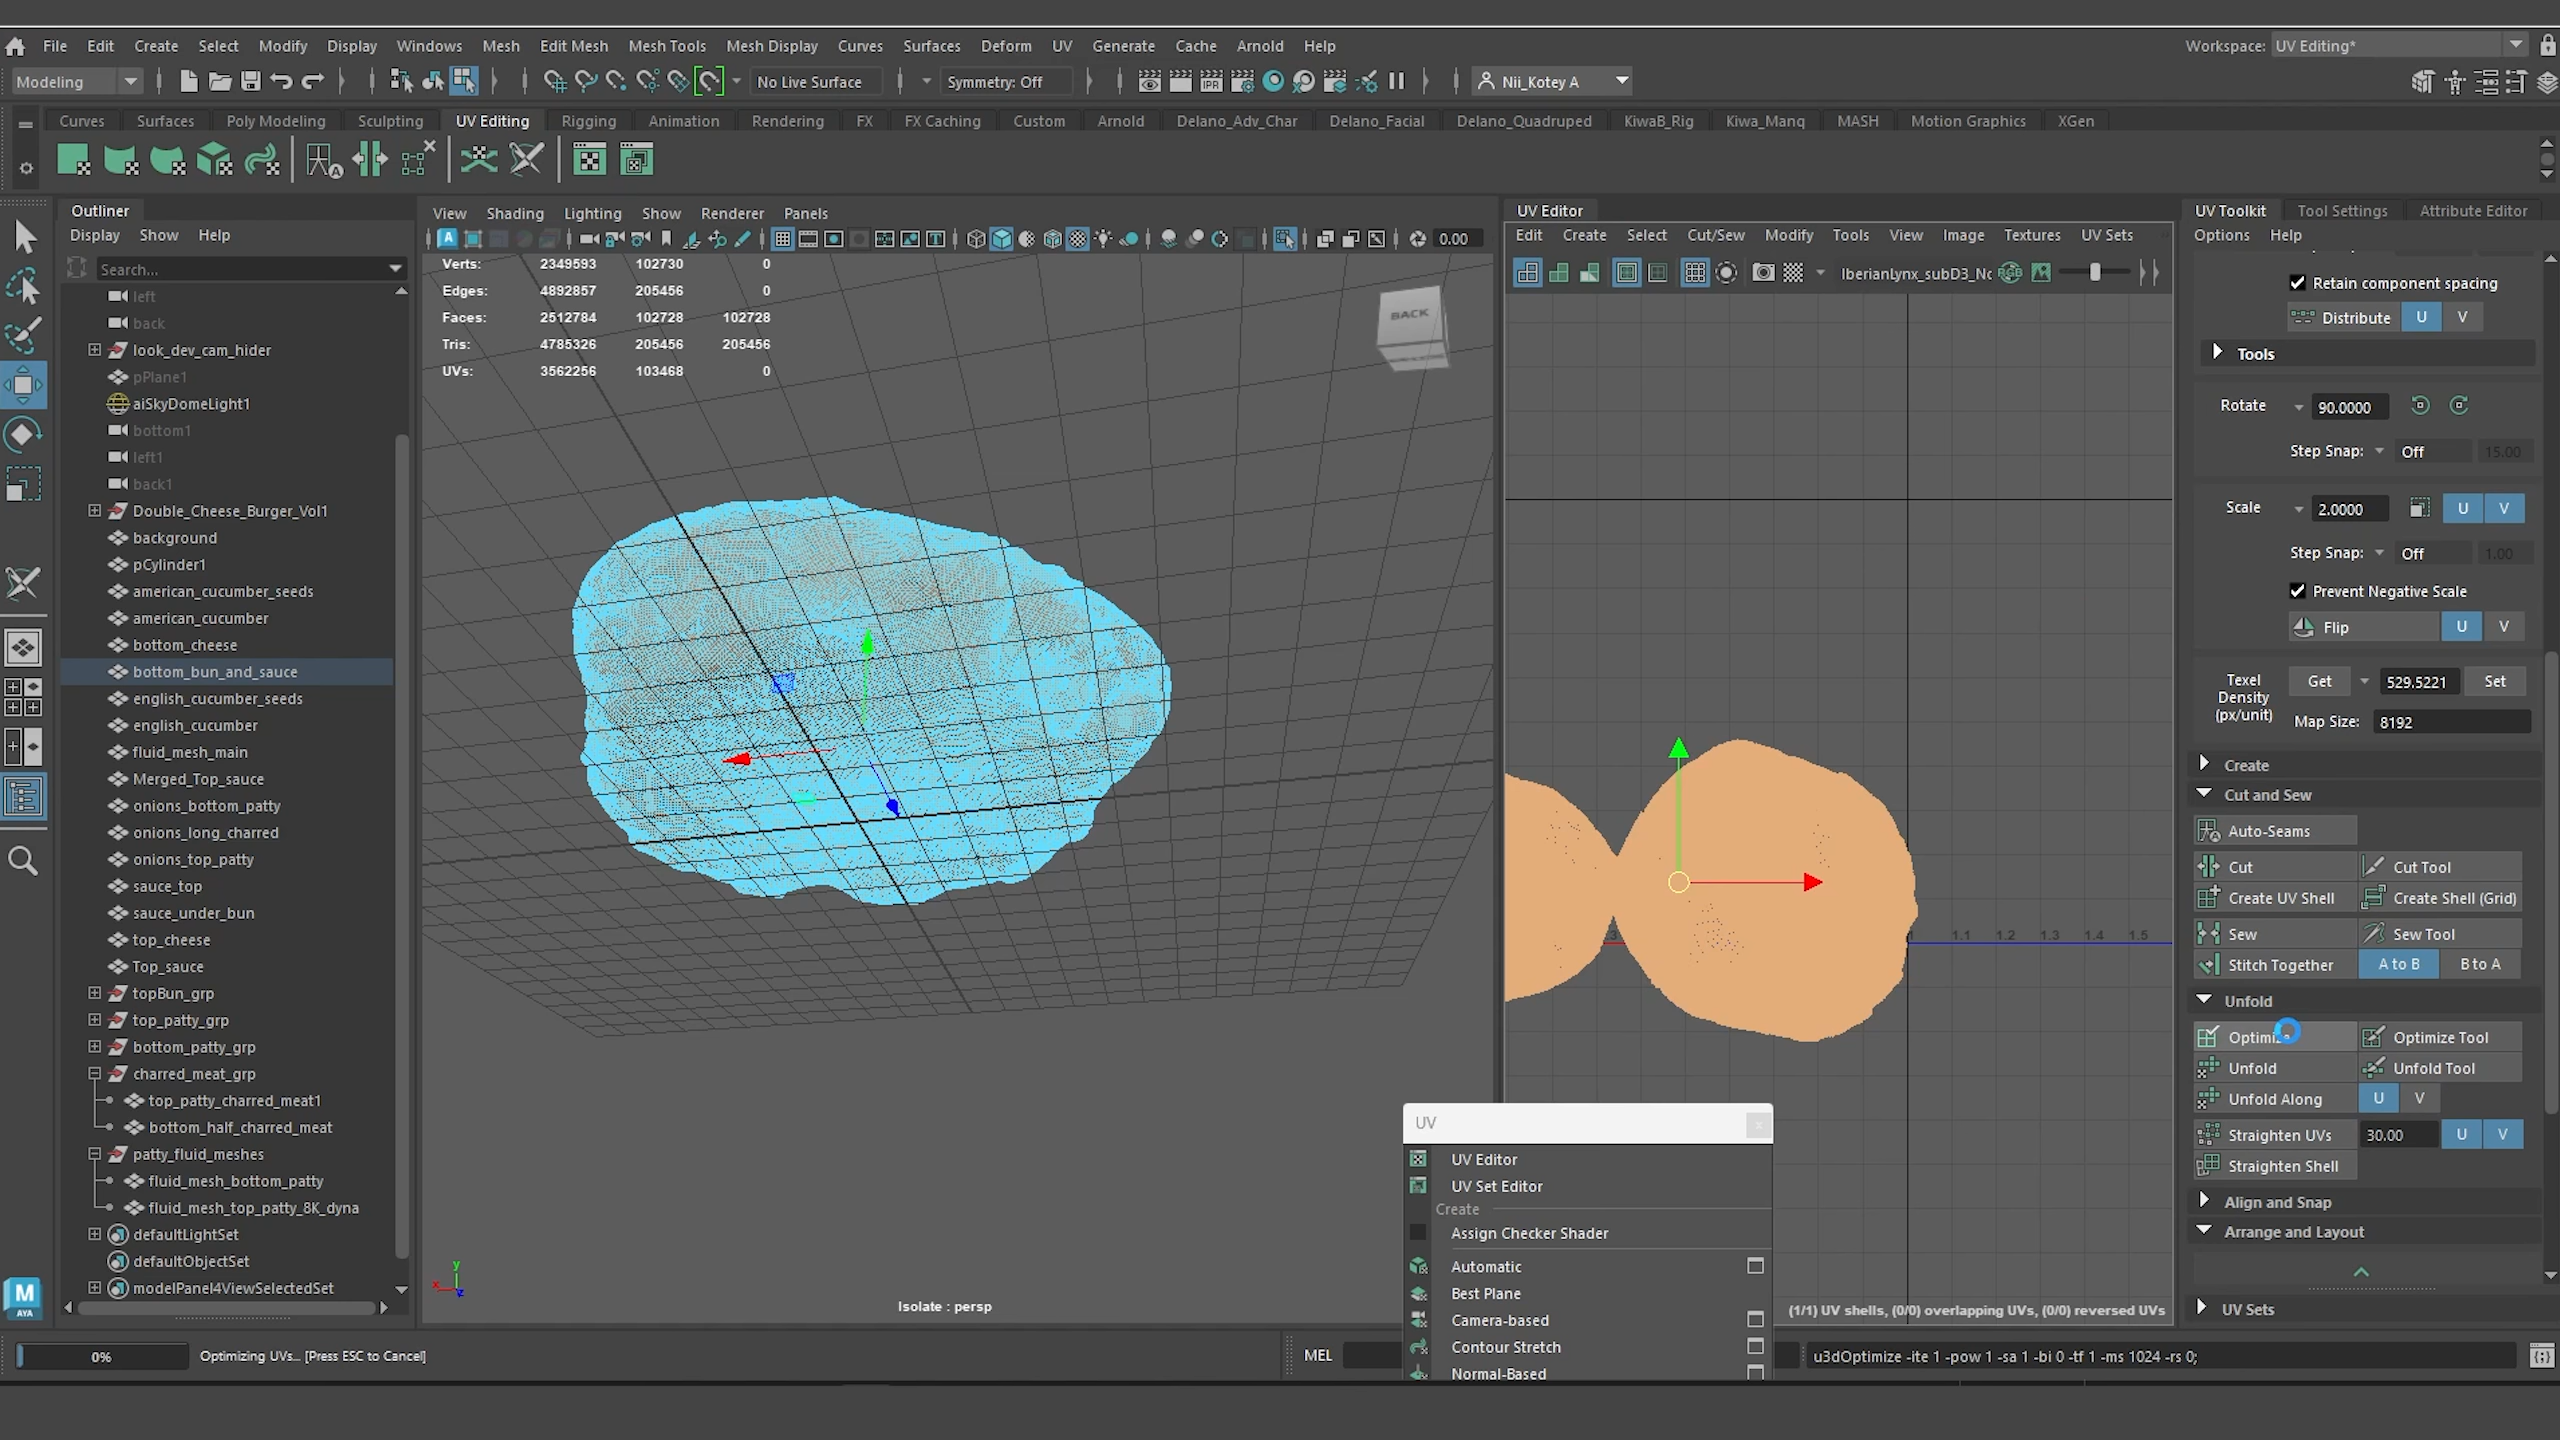 File Edit Create Select Modify Display Windows Mesh Edit Mesh Mesh Tools Mesh Display Curves Surfaces Deform UV Generate Cache Arnold Help Workspace: UV Editing*
Modeling No Live Surface Symmetry: Off Nii_Kotey A
Curves Surfaces Poly Modeling Sculpting UV Editing Rigging Animation Rendering FX FX Caching Custom Arnold Delano_Adv_Char Delano_Facial Delano_Quadruped KiwaB_Rig Kiwa_Manq MASH Motion Graphics XGen
Outliner
Display Show Help
Search...
left
back
look_dev_cam_hider
pPlane1
aiSkyDomeLight1
bottom1
left1
back1
Double_Cheese_Burger_Vol1
background
pCylinder1
american_cucumber_seeds
american_cucumber
bottom_cheese
bottom_bun_and_sauce
english_cucumber_seeds
english_cucumber
fluid_mesh_main
Merged_Top_sauce
onions_bottom_patty
onions_long_charred
onions_top_patty
sauce_top
sauce_under_bun
top_cheese
Top_sauce
topBun_grp
top_patty_grp
bottom_patty_grp
charred_meat_grp
top_patty_charred_meat1
bottom_half_charred_meat
patty_fluid_meshes
fluid_mesh_bottom_patty
fluid_mesh_top_patty_8K_dyna
defaultLightSet
defaultObjectSet
modelPanel4ViewSelectedSet
View Shading Lighting Show Renderer Panels
0.00
Verts: 2349593 102730 0
Edges: 4892857 205456 0
Faces: 2512784 102728 102728
Tris: 4785326 205456 205456
UVs: 3562256 103468 0
BACK
y
x
z
Isolate : persp
UV Editor
Edit Create Select Cut/Sew Modify Tools View Image Textures UV Sets
IberianLynx_subD3_Nc
1.1 1.2 1.3 1.4 1.5
(1/1) UV shells, (0/0) overlapping UVs, (0/0) reversed UVs
UV
x
UV Editor
UV Set Editor
Create
Assign Checker Shader
Automatic
Best Plane
Camera-based
Contour Stretch
Normal-Based
UV Toolkit Tool Settings Attribute Editor
Options Help
Retain component spacing
Distribute U V
Tools
Rotate 90.0000
Step Snap: Off 15.00
Scale 2.0000 U V
Step Snap: Off 1.00
Prevent Negative Scale
Flip U V
Texel Density (px/unit) Get 529.5221 Set
Map Size: 8192
Create
Cut and Sew
Auto-Seams
Cut Cut Tool
Create UV Shell Create Shell (Grid)
Sew Sew Tool
Stitch Together A to B B to A
Unfold
Optimize Optimize Tool
Unfold Unfold Tool
Unfold Along U V
Straighten UVs 30.00 U V
Straighten Shell
Align and Snap
Arrange and Layout
UV Sets
M
AYA
0% Optimizing UVs... [Press ESC to Cancel] MEL u3dOptimize -ite 1 -pow 1 -sa 1 -bi 0 -tf 1 -ms 1024 -rs 0;